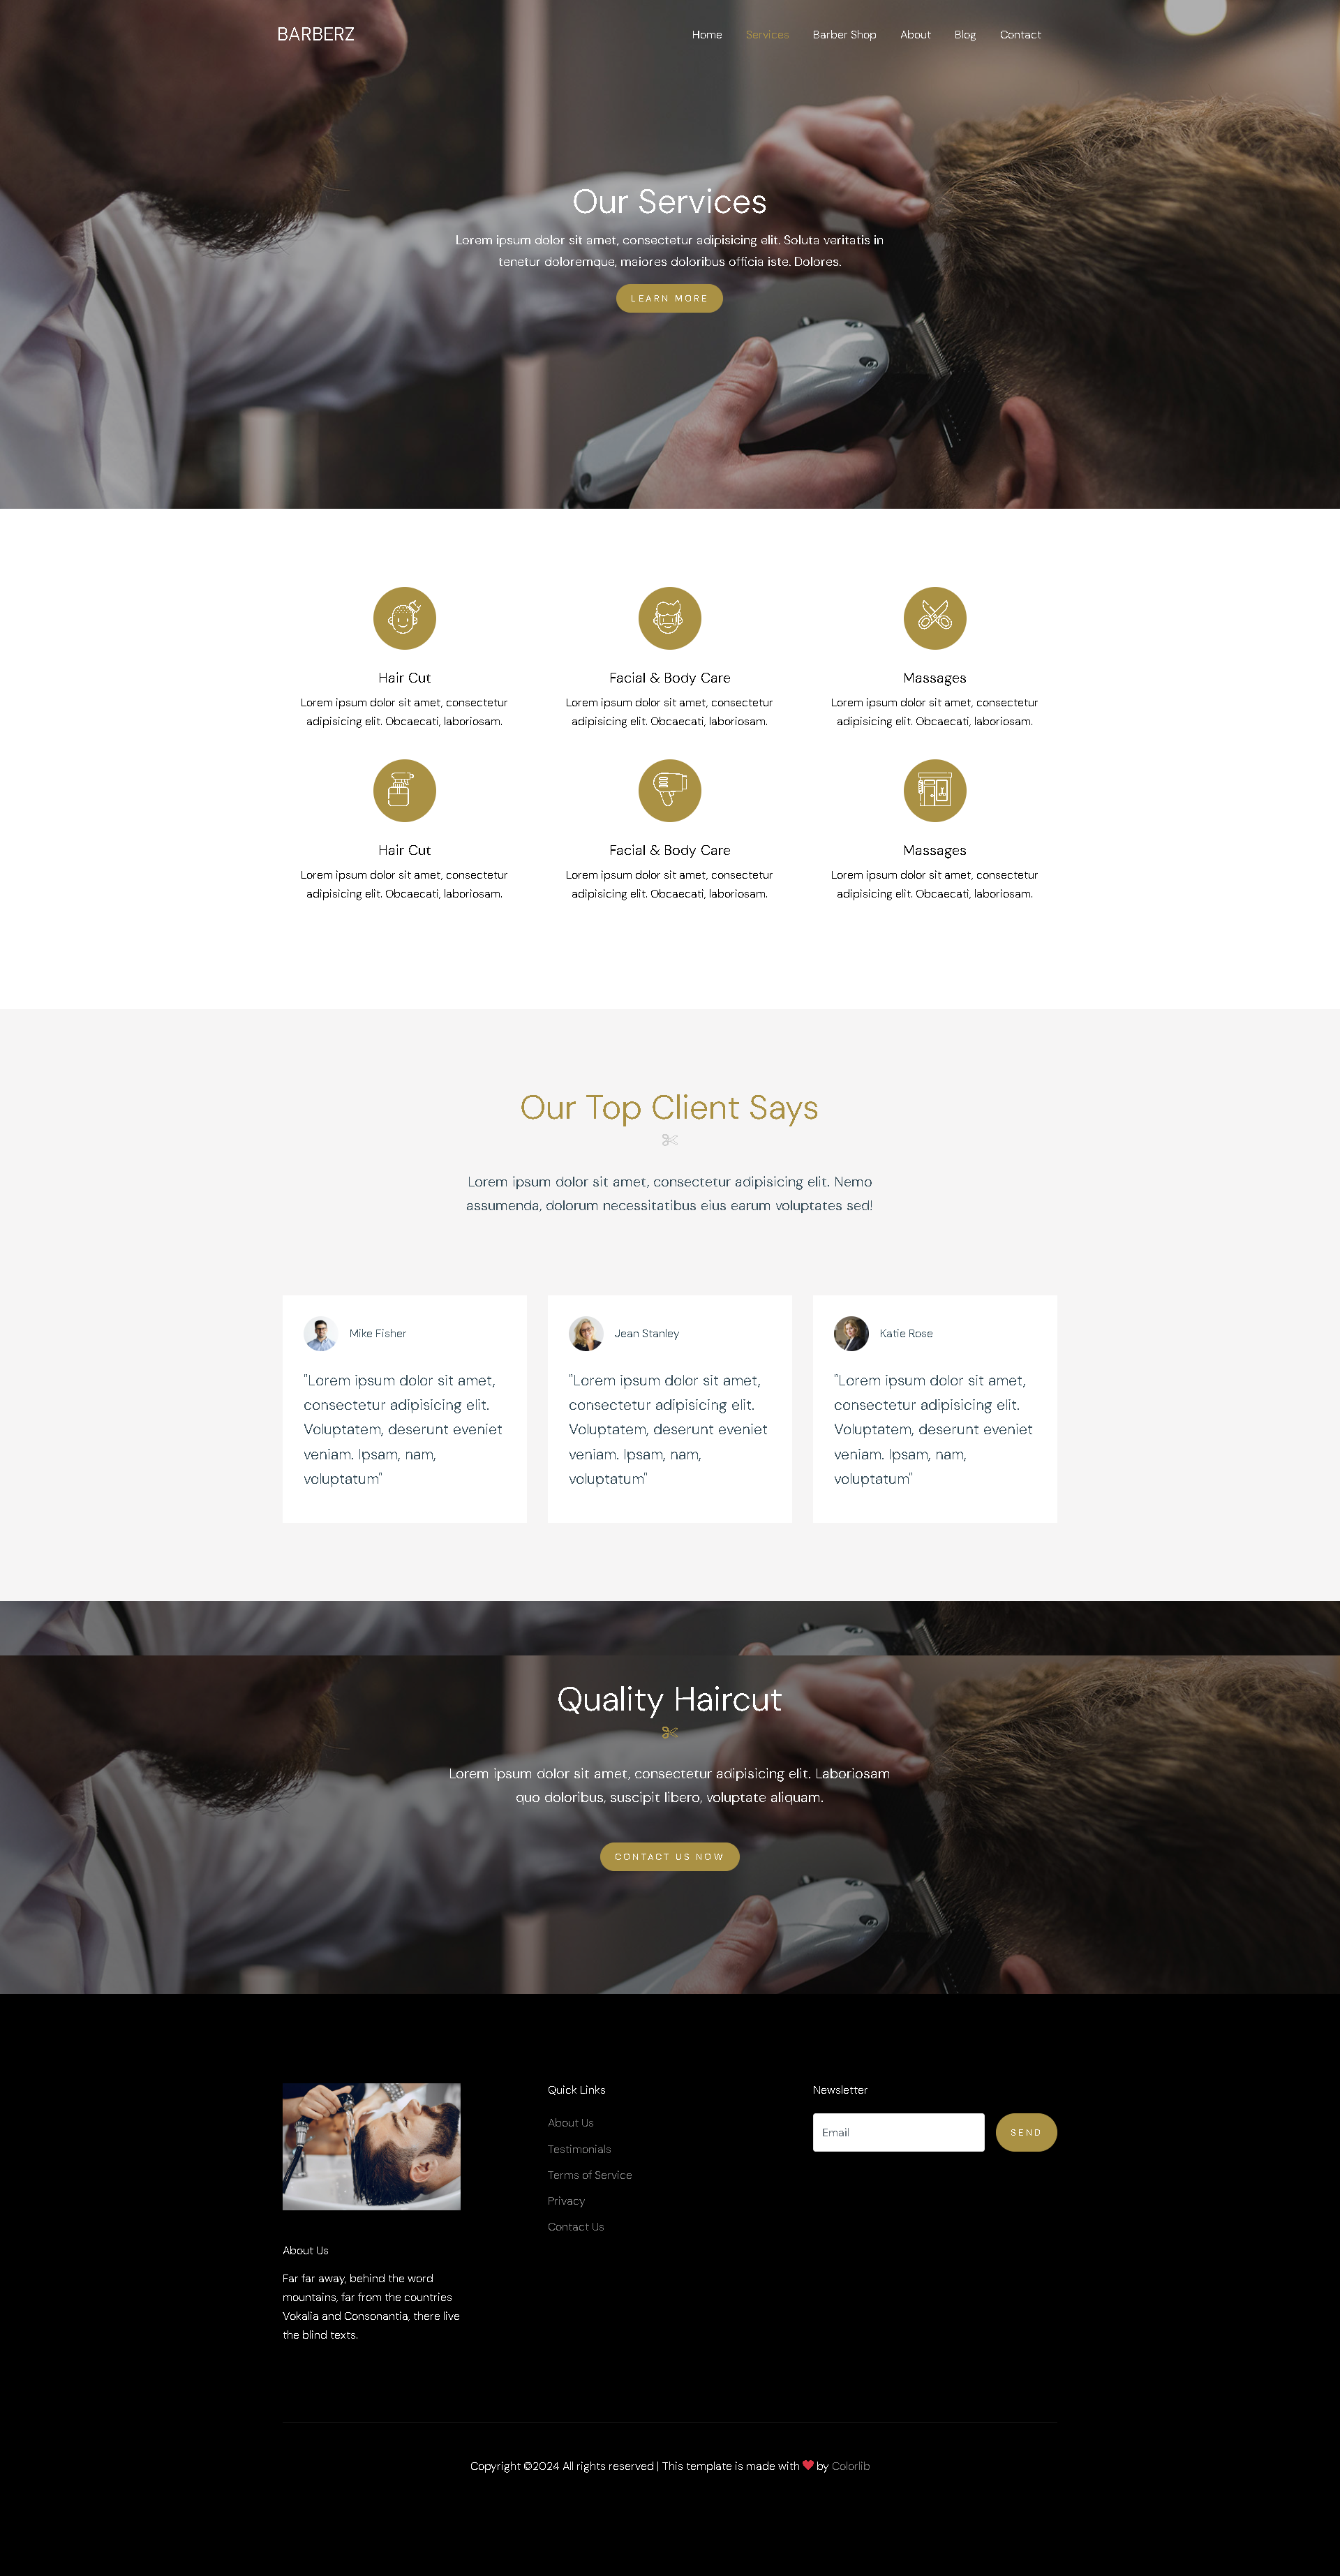 BARBERZ
Home Services Barber Shop About Blog Contact
Our Services
Lorem ipsum dolor sit amet, consectetur adipisicing elit. Soluta veritatis in
tenetur doloremque, maiores doloribus officia iste. Dolores.
LEARN MORE
Hair Cut
Lorem ipsum dolor sit amet, consectetur
adipisicing elit. Obcaecati, laboriosam.
Facial & Body Care
Lorem ipsum dolor sit amet, consectetur
adipisicing elit. Obcaecati, laboriosam.
Massages
Lorem ipsum dolor sit amet, consectetur
adipisicing elit. Obcaecati, laboriosam.
Hair Cut
Lorem ipsum dolor sit amet, consectetur
adipisicing elit. Obcaecati, laboriosam.
Facial & Body Care
Lorem ipsum dolor sit amet, consectetur
adipisicing elit. Obcaecati, laboriosam.
Massages
Lorem ipsum dolor sit amet, consectetur
adipisicing elit. Obcaecati, laboriosam.
Our Top Client Says
Lorem ipsum dolor sit amet, consectetur adipisicing elit. Nemo
assumenda, dolorum necessitatibus eius earum voluptates sed!
Mike Fisher
"Lorem ipsum dolor sit amet,
consectetur adipisicing elit.
Voluptatem, deserunt eveniet
veniam. Ipsam, nam,
voluptatum"
Jean Stanley
"Lorem ipsum dolor sit amet,
consectetur adipisicing elit.
Voluptatem, deserunt eveniet
veniam. Ipsam, nam,
voluptatum"
Katie Rose
"Lorem ipsum dolor sit amet,
consectetur adipisicing elit.
Voluptatem, deserunt eveniet
veniam. Ipsam, nam,
voluptatum"
Quality Haircut
Lorem ipsum dolor sit amet, consectetur adipisicing elit. Laboriosam
quo doloribus, suscipit libero, voluptate aliquam.
CONTACT US NOW
About Us
Far far away, behind the word
mountains, far from the countries
Vokalia and Consonantia, there live
the blind texts.
Quick Links
About Us
Testimonials
Terms of Service
Privacy
Contact Us
Newsletter
Email
SEND
Copyright ©2024 All rights reserved | This template is made with ❤ by Colorlib